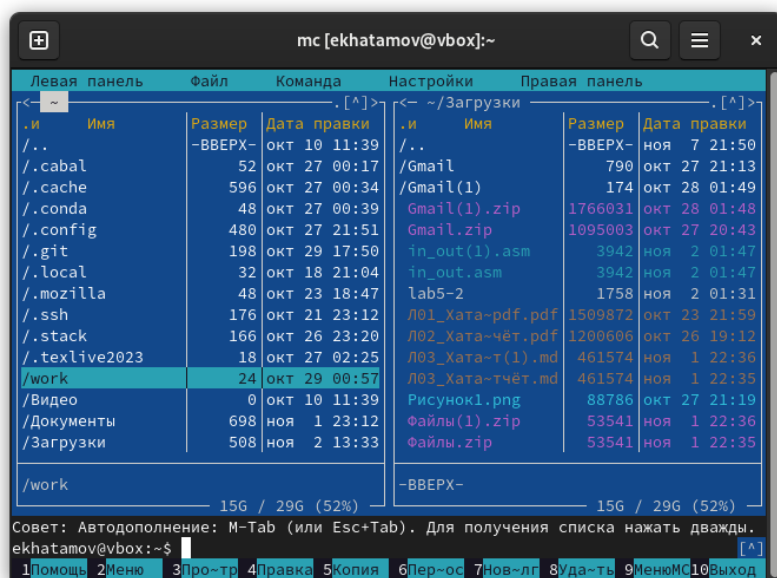 mc [ekhatamov@vbox]:~
Левая панель Файл Команда Настройки Правая панель
<─ ~ .[^]> <─ ~/Загрузки .[^]>
.и Имя Размер Дата правки .и Имя Размер Дата правки
/.. -ВВЕРХ- окт 10 11:39 /.. -ВВЕРХ- ноя 7 21:50
/.cabal 52 окт 27 00:17 /Gmail 790 окт 27 21:13
/.cache 596 окт 27 00:34 /Gmail(1) 174 окт 28 01:49
/.conda 48 окт 27 00:39 Gmail(1).zip 1766031 окт 28 01:48
/.config 480 окт 27 21:51 Gmail.zip 1095003 окт 27 20:43
/.git 198 окт 29 17:50 in_out(1).asm 3942 ноя 2 01:47
/.local 32 окт 18 21:04 in_out.asm 3942 ноя 2 01:47
/.mozilla 48 окт 23 18:47 lab5-2 1758 ноя 2 01:31
/.ssh 176 окт 21 23:12 Л01_Хата~pdf.pdf 1509872 окт 23 21:59
/.stack 166 окт 26 23:20 Л02_Хата~чёт.pdf 1200606 окт 26 19:12
/.texlive2023 18 окт 27 02:25 Л03_Хата~т(1).md 461574 ноя 1 22:36
/work 24 окт 29 00:57 Л03_Хата~тчёт.md 461574 ноя 1 22:35
/Видео 0 окт 10 11:39 Рисунок1.png 88786 окт 27 21:19
/Документы 698 ноя 1 23:12 Файлы(1).zip 53541 ноя 1 22:36
/Загрузки 508 ноя 2 13:33 Файлы.zip 53541 ноя 1 22:35
/work -ВВЕРХ-
15G / 29G (52%) 15G / 29G (52%)
Совет: Автодополнение: M-Tab (или Esc+Tab). Для получения списка нажать дважды.
ekhatamov@vbox:~$ [^]
1Помощь 2Меню 3Про~тр 4Правка 5Копия 6Пер~ос 7Нов~лг 8Уда~ть 9МенюMC 10Выход